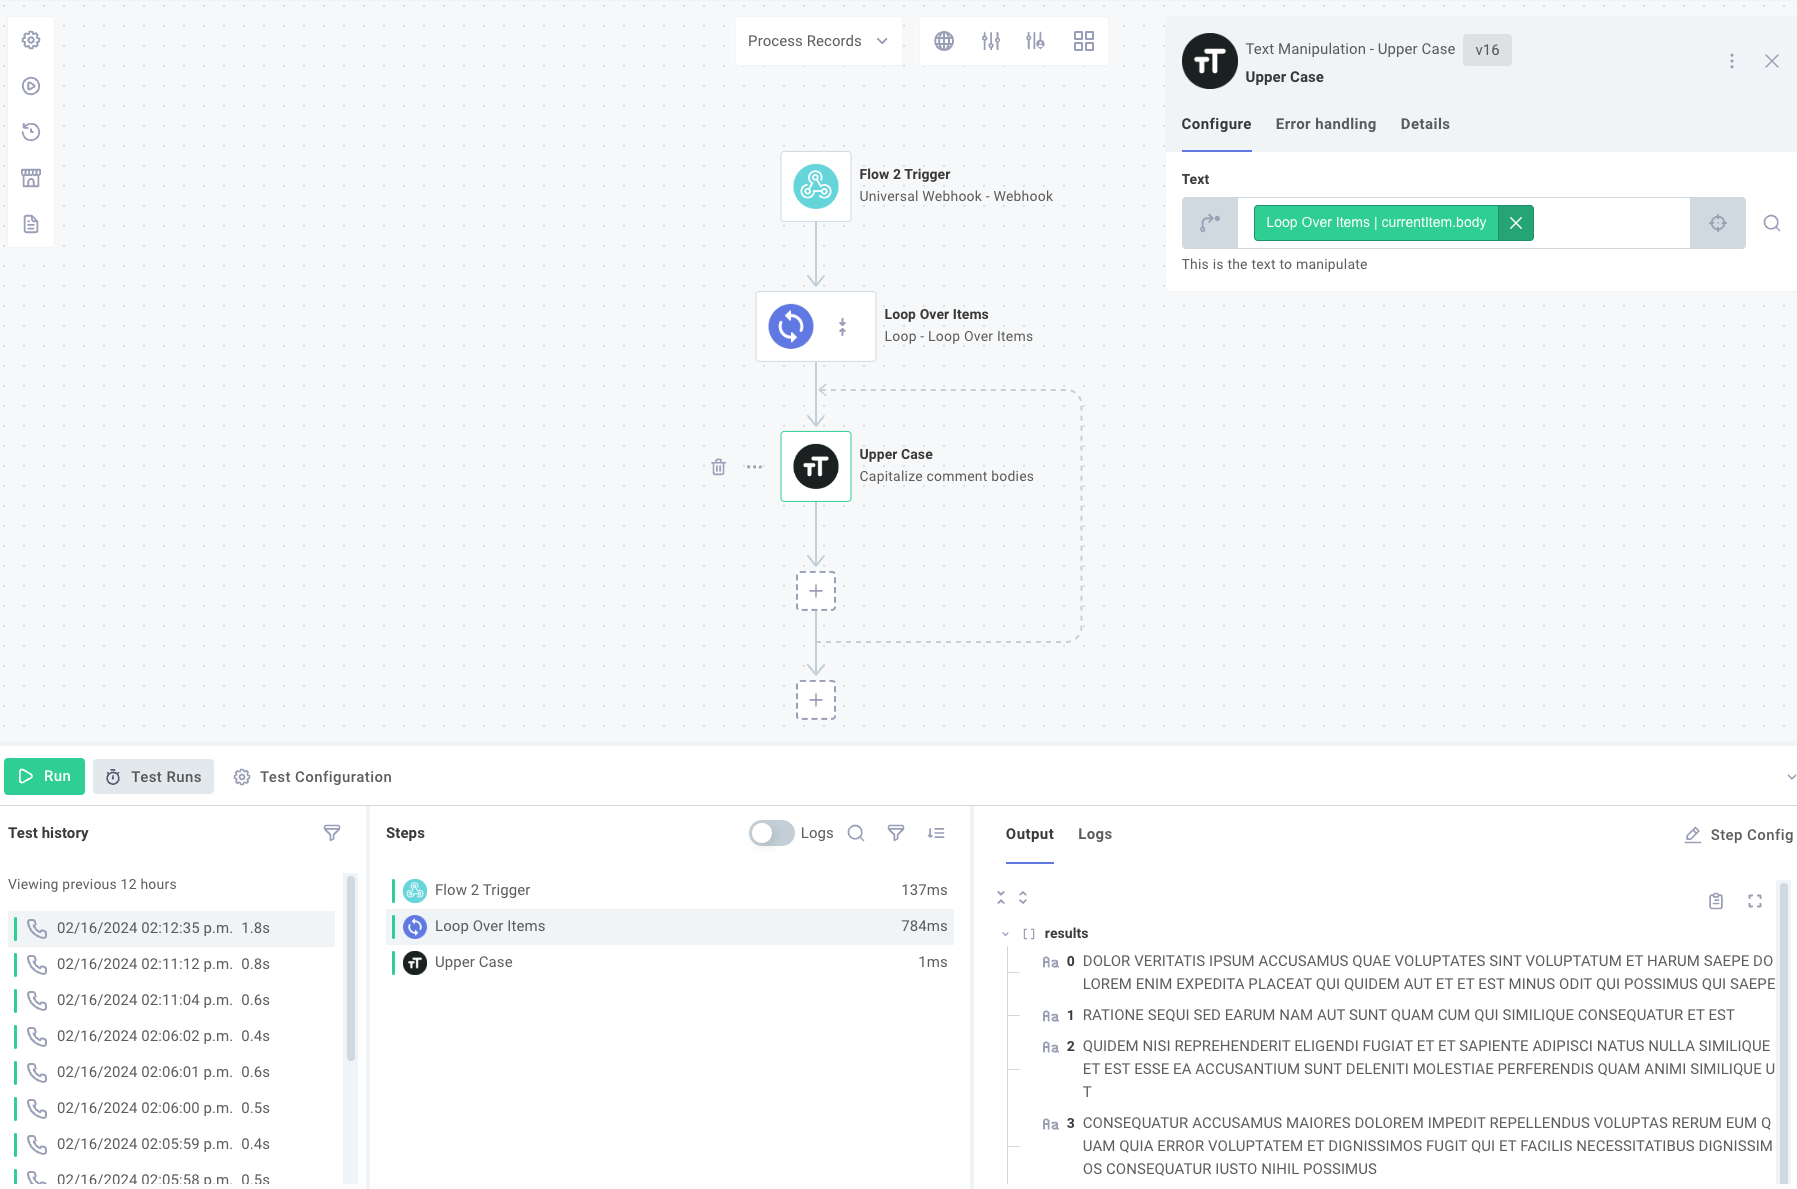 Process Records
Text Manipulation - Upper Case
v16
Upper Case
Configure
Error handling
Details
Text
Loop Over Items | currentItem.body
This is the text to manipulate
Flow 2 Trigger
Universal Webhook - Webhook
Loop Over Items
Loop - Loop Over Items
Upper Case
Capitalize comment bodies
Run
Test Runs
Test Configuration
Test history
Viewing previous 12 hours
02/16/2024 02:12:35 p.m. 1.8s
02/16/2024 02:11:12 p.m. 0.8s
02/16/2024 02:11:04 p.m. 0.6s
02/16/2024 02:06:02 p.m. 0.4s
02/16/2024 02:06:01 p.m. 0.6s
02/16/2024 02:06:00 p.m. 0.5s
02/16/2024 02:05:59 p.m. 0.4s
02/16/2024 02:05:58 p.m. 0.5s
Steps
Logs
Flow 2 Trigger 137ms
Loop Over Items 784ms
Upper Case 1ms
Output
Logs
Step Config
[] results
Aa 0 DOLOR VERITATIS IPSUM ACCUSAMUS QUAE VOLUPTATES SINT VOLUPTATUM ET HARUM SAEPE DO
LOREM ENIM EXPEDITA PLACEAT QUI QUIDEM AUT ET ET EST MINUS ODIT QUI POSSIMUS QUI SAEPE
Aa 1 RATIONE SEQUI SED EARUM NAM AUT SUNT QUAM CUM QUI SIMILIQUE CONSEQUATUR ET EST
Aa 2 QUIDEM NISI REPREHENDERIT ELIGENDI FUGIAT ET ET SAPIENTE ADIPISCI NATUS NULLA SIMILIQUE
ET EST ESSE EA ACCUSANTIUM SUNT DELENITI MOLESTIAE PERFERENDIS QUAM ANIMI SIMILIQUE U
T
Aa 3 CONSEQUATUR ACCUSAMUS MAIORES DOLOREM IMPEDIT REPELLENDUS VOLUPTAS RERUM EUM Q
UAM QUIA ERROR VOLUPTATEM ET DIGNISSIMOS FUGIT QUI ET FACILIS NECESSITATIBUS DIGNISSIM
OS CONSEQUATUR IUSTO NIHIL POSSIMUS